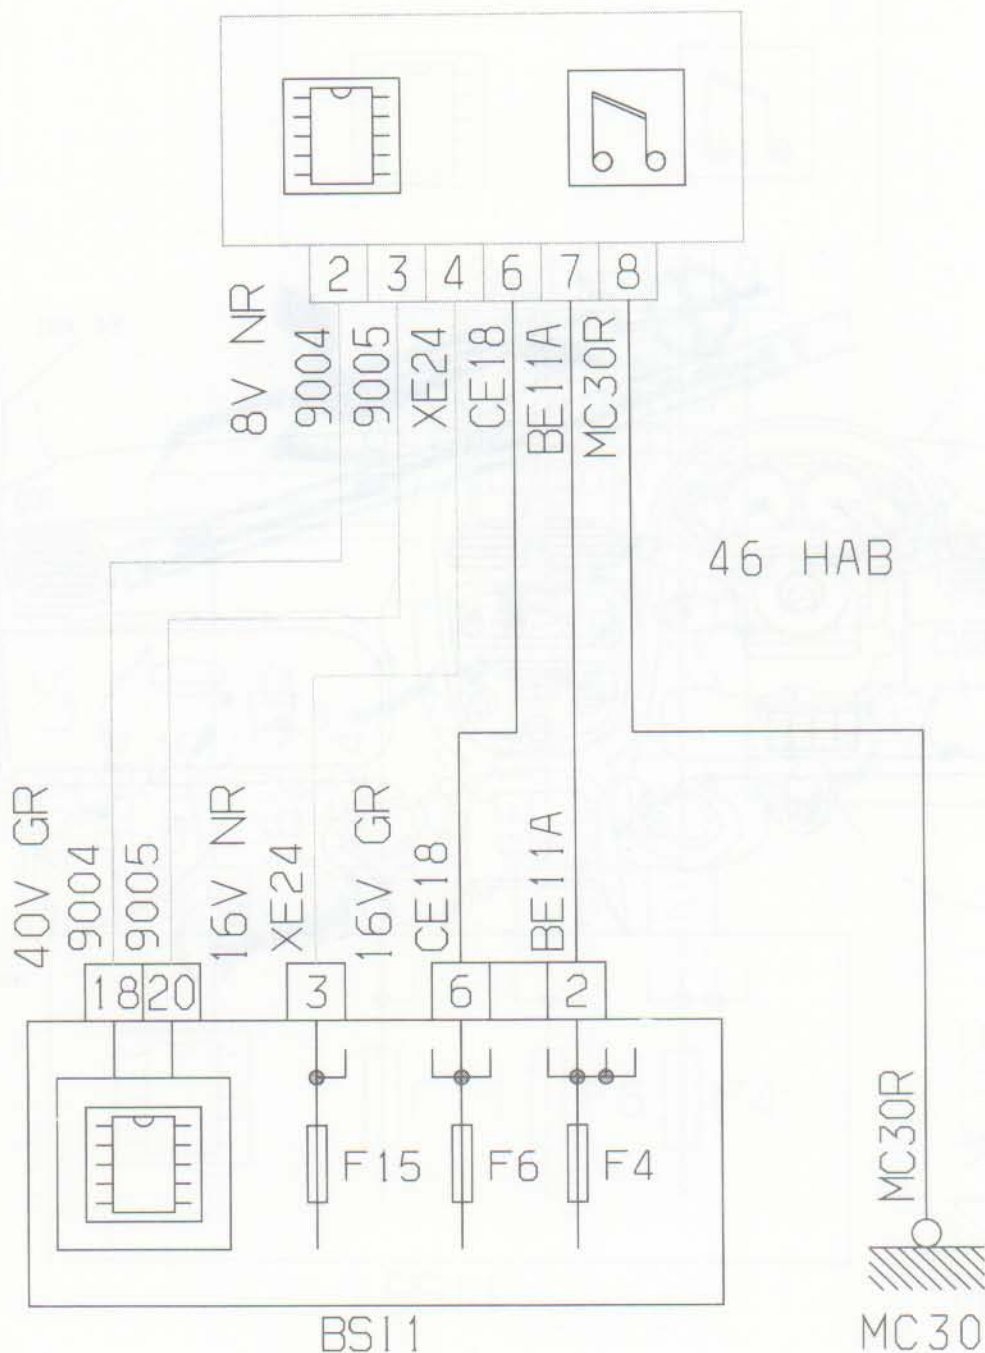 2 3 4 6 7 8
8V NR
9004
9005
XE24
CE18
BE11A
MC30R
46 HAB
40V GR
9004
9005
16V NR
XE24
16V GR
CE18
BE11A
18 20 3 6 2
MC30R
F15 F6 F4
BSI1
MC30